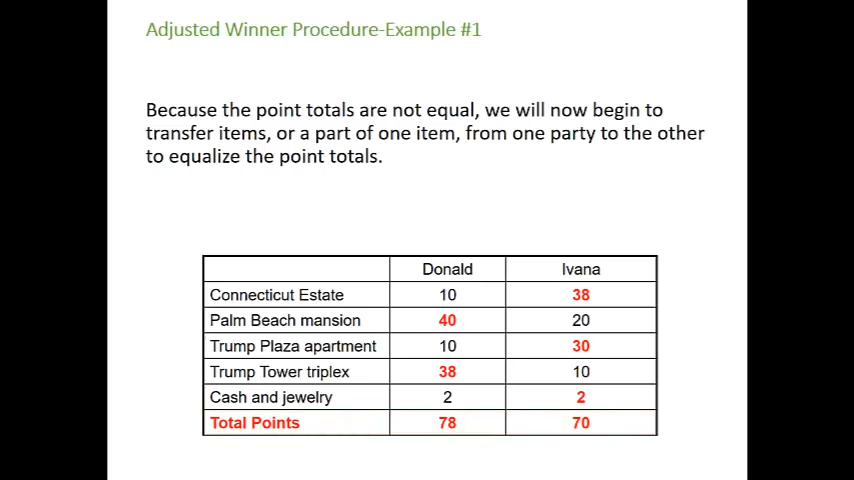 Adjusted Winner Procedure-Example #1
Because the point totals are not equal, we will now begin to
transfer items, or a part of one item, from one party to the other
to equalize the point totals.
Donald Ivana
Connecticut Estate 10 38
Palm Beach mansion 40 20
Trump Plaza apartment 10 30
Trump Tower triplex 38 10
Cash and jewelry 2 2
Total Points 78 70